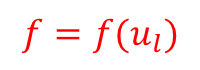 f = f(u_l)